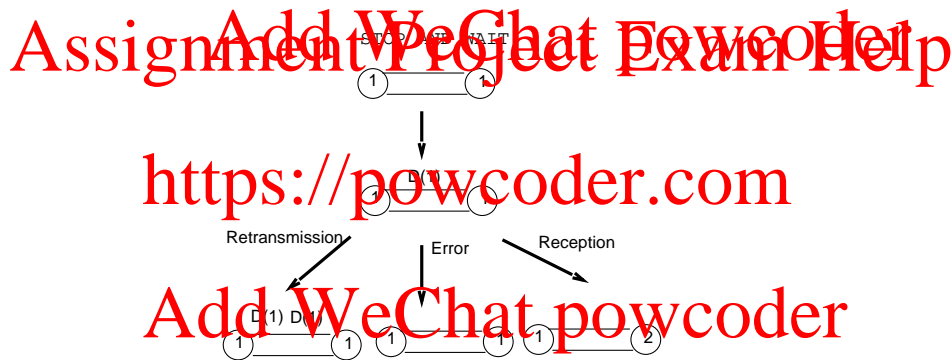 Add WeChat powcoder
Assignment Project Exam Help
STOP AND WAIT
1 1
https://powcoder.com
D(1)
1 1
Retransmission Error Reception
Add WeChat powcoder
D(1) D(1)
1 1 1 1 1 2